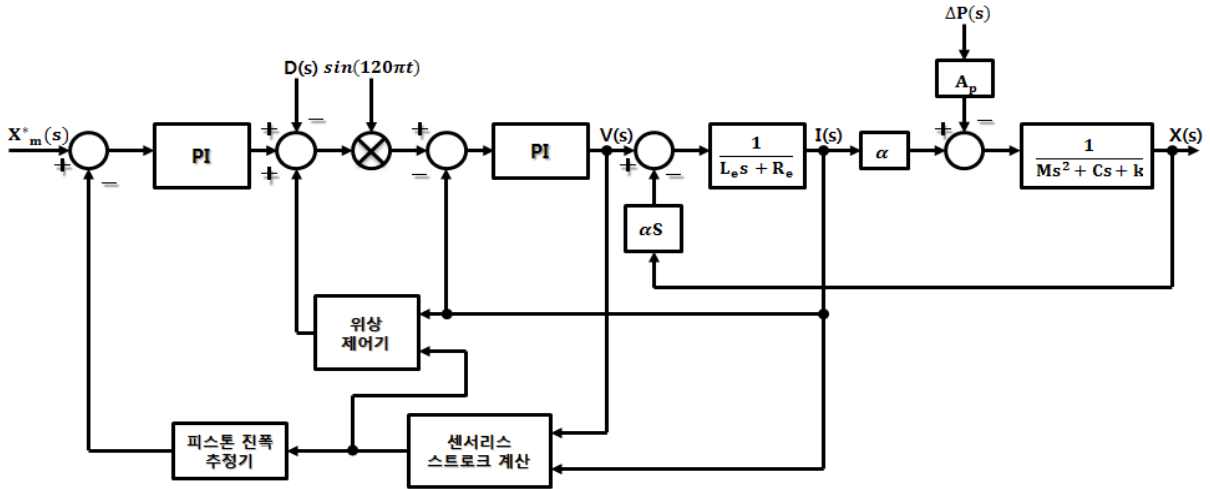 ΔP(s)
D(s) sin(120πt)
A_p
X*_m(s)
+
−
PI
+
−
+
+
−
PI
V(s)
+
−
1
L_e s + R_e
I(s)
α
+
−
1
Ms² + Cs + k
X(s)
αS
위상
제어기
피스톤 진폭
추정기
센서리스
스트로크 계산